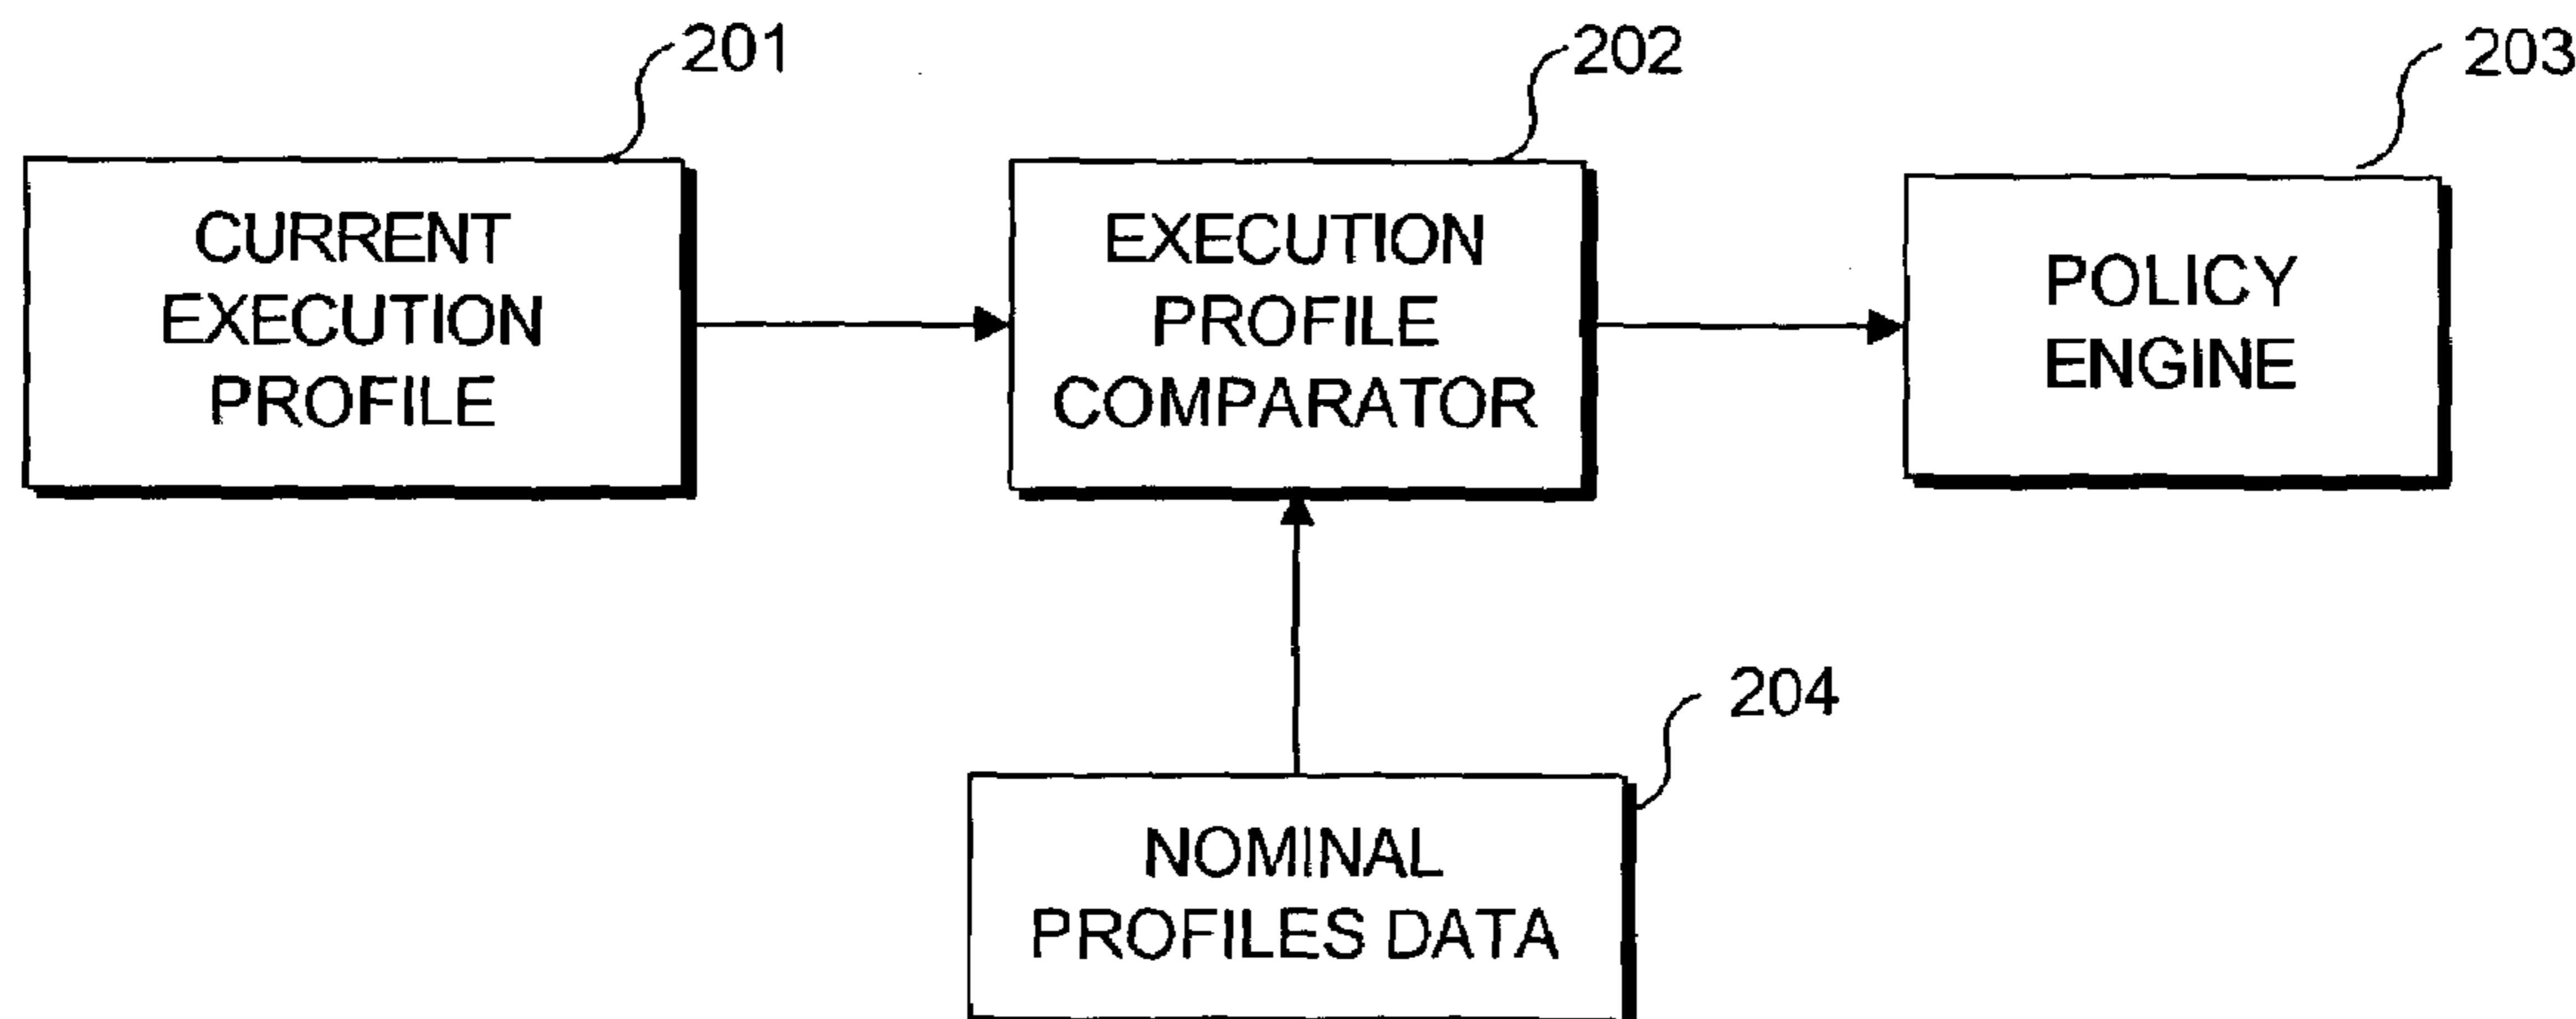 201
202
203
CURRENT
EXECUTION
PROFILE
EXECUTION
PROFILE
COMPARATOR
POLICY
ENGINE
204
NOMINAL
PROFILES DATA